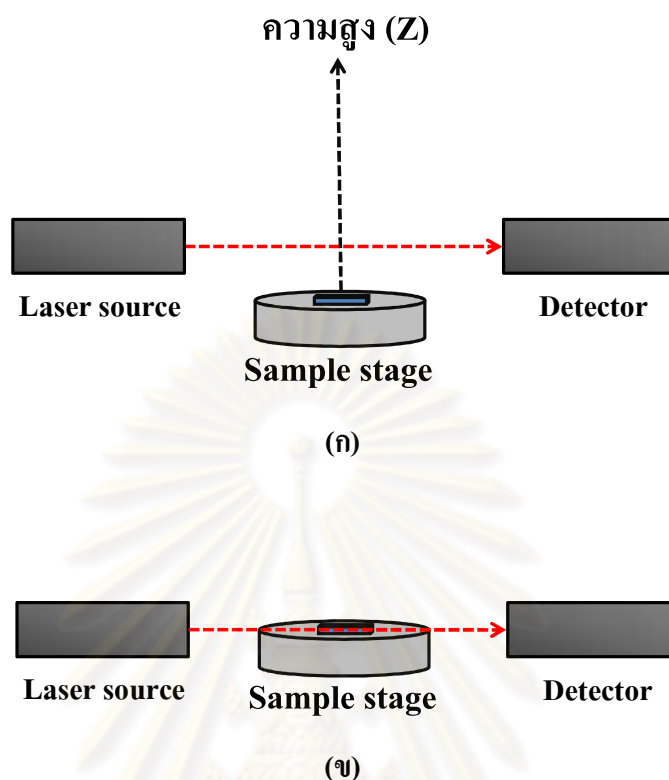 ความสูง (Z)
Laser source
Detector
Sample stage
(ก)
Laser source
Sample stage
Detector
(ข)